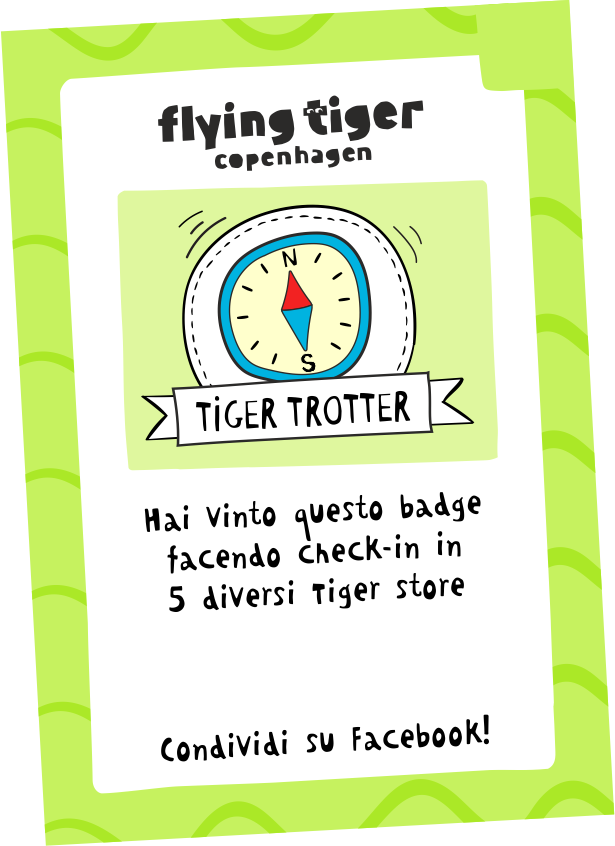 flying tiger
copenhagen
N
S
TiGER TROTTER
Hai vinto questo badge
facendo check-in in
5 diversi Tiger store
Condividi su Facebook!